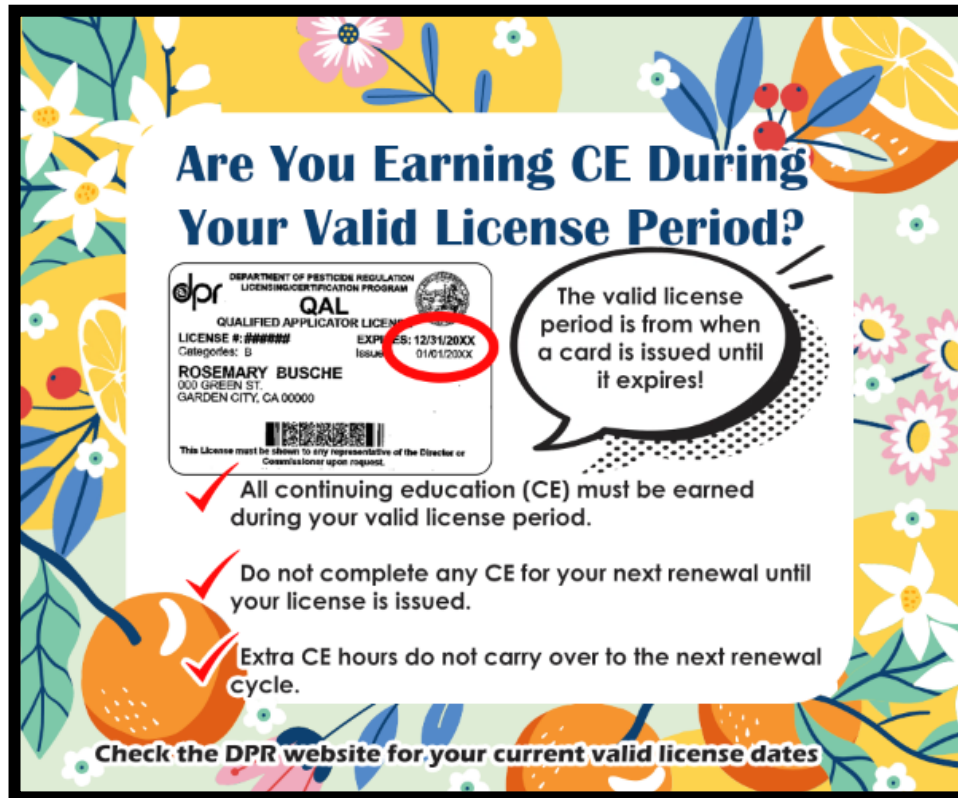 Are You Earning CE During
Your Valid License Period?
dpr
DEPARTMENT OF PESTICIDE REGULATION
LICENSING/CERTIFICATION PROGRAM
QAL
QUALIFIED APPLICATOR LICENSE
LICENSE #: ###### EXPIRES: 12/31/20XX
Categories: B Issued 01/01/20XX
ROSEMARY BUSCHE
000 GREEN ST.
GARDEN CITY, CA 00000
This License must be shown to any representative of the Director or
Commissioner upon request.
The valid license
period is from when
a card is issued until
it expires!
All continuing education (CE) must be earned
during your valid license period.
Do not complete any CE for your next renewal until
your license is issued.
Extra CE hours do not carry over to the next renewal
cycle.
Check the DPR website for your current valid license dates